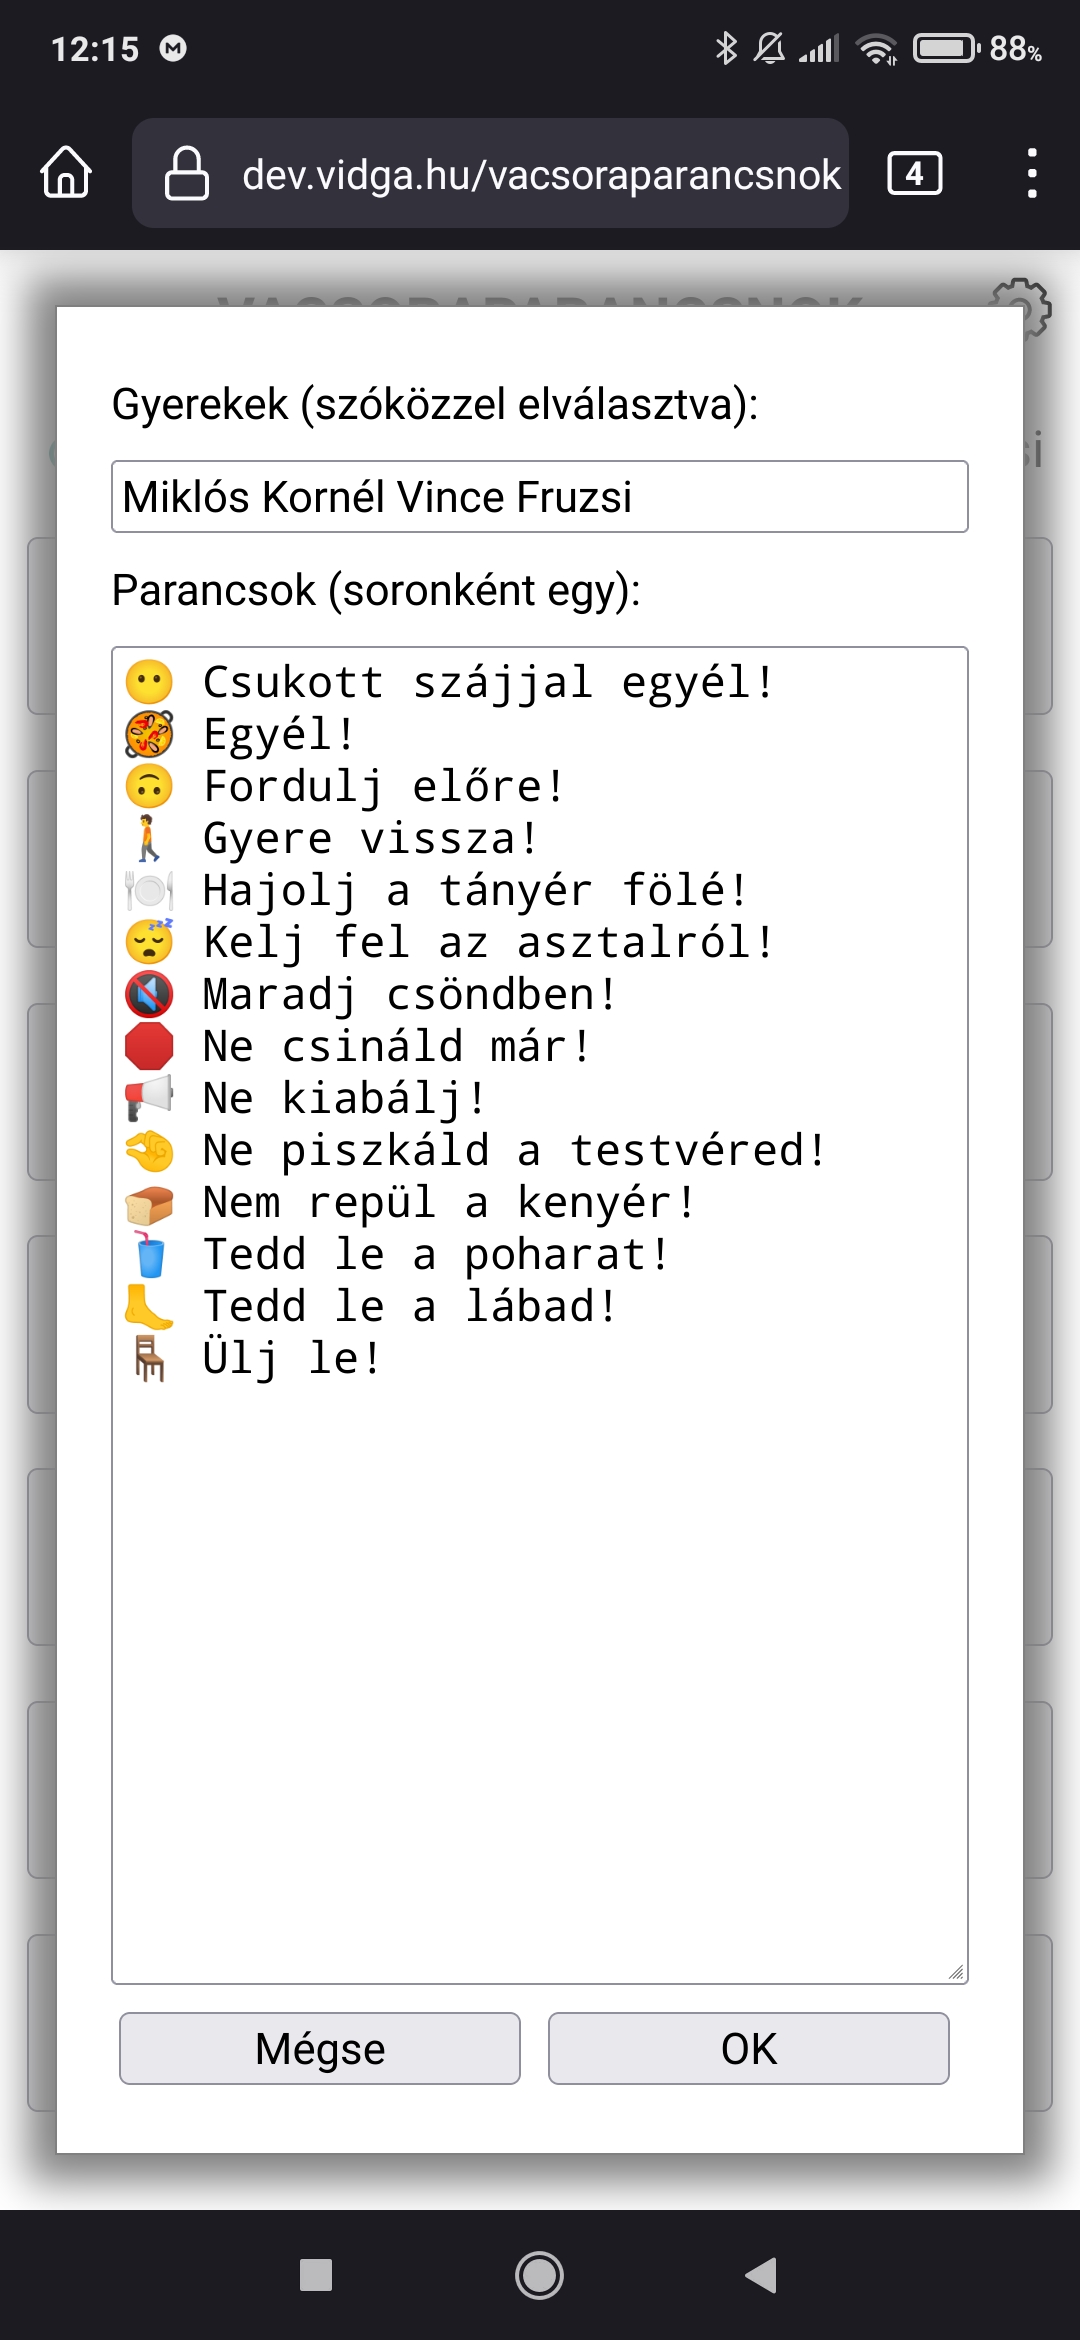 12:15 88%
dev.vidga.hu/vacsoraparancsnok 4
VACSORAPARANCSNOK
Gyerekek (szóközzel elválasztva):
si
Miklós Kornél Vince Fruzsi
Parancsok (soronként egy):
😶 Csukott szájjal egyél!
🥘 Egyél!
🙃 Fordulj előre!
🚶 Gyere vissza!
🍽️ Hajolj a tányér fölé!
😴 Kelj fel az asztalról!
🔇 Maradj csöndben!
🛑 Ne csináld már!
📢 Ne kiabálj!
🤏 Ne piszkáld a testvéred!
🍞 Nem repül a kenyér!
🥤 Tedd le a poharat!
🦶 Tedd le a lábad!
🪑 Ülj le!
Mégse OK